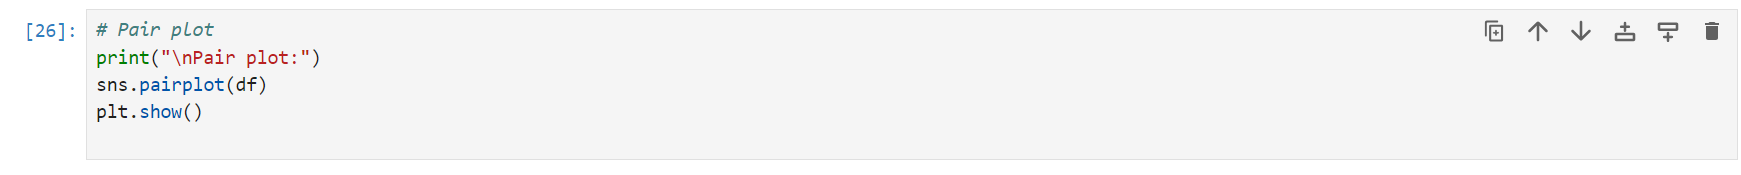 [26]:
# Pair plot
print("\nPair plot:")
sns.pairplot(df)
plt.show()